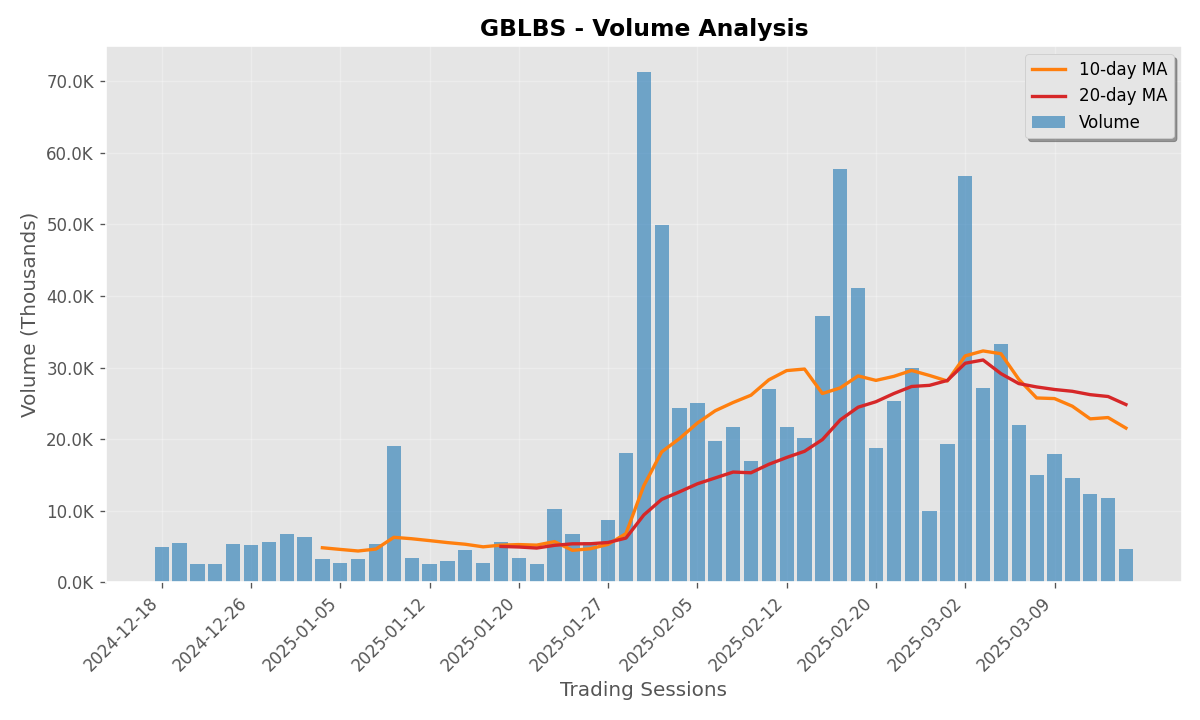 GBLBS - Volume Analysis
10-day MA
20-day MA
Volume
70.0K
60.0K
50.0K
40.0K
30.0K
20.0K
10.0K
0.0K
Volume (Thousands)
2024-12-18
2024-12-26
2025-01-05
2025-01-12
2025-01-20
2025-01-27
2025-02-05
2025-02-12
2025-02-20
2025-03-02
2025-03-09
Trading Sessions